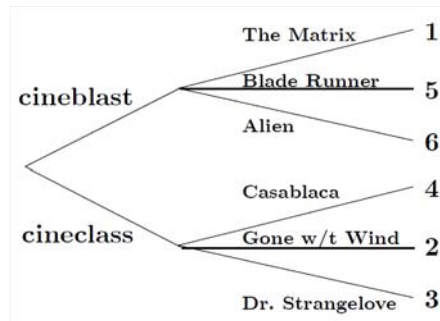 The Matrix 1
cineblast
Blade Runner 5
Alien 6
Casablaca 4
cineclass
Gone w/t Wind 2
Dr. Strangelove 3